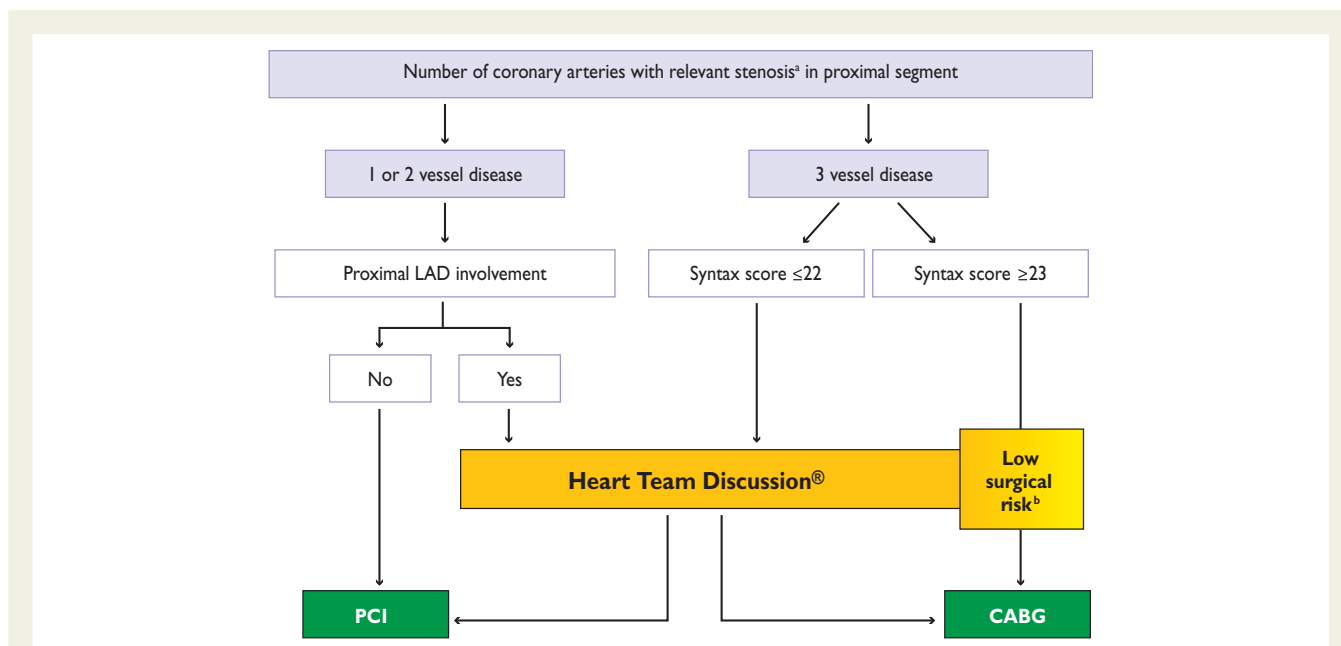 Number of coronary arteries with relevant stenosisᵃ in proximal segment
1 or 2 vessel disease
3 vessel disease
Proximal LAD involvement
Syntax score ≤22
Syntax score ≥23
No
Yes
Heart Team Discussion®
Low
surgical
riskᵇ
PCI
CABG